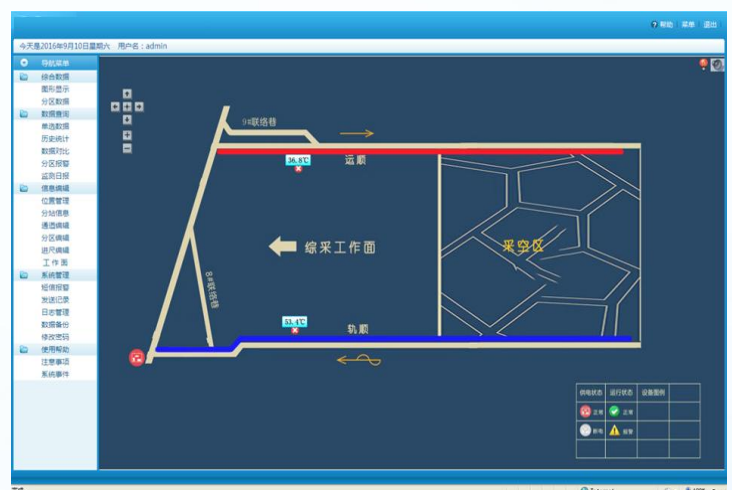 帮助 菜单 退出
今天是2016年9月10日星期六 用户名：admin
导航菜单
综合数据
图形显示
分区数据
数据查询
单选数据
历史统计
数据对比
分区报警
监测日报
信息编辑
位置管理
分站信息
通道编辑
分区编辑
进尺编辑
工作面
系统管理
短信报警
发送记录
日志管理
数据备份
修改密码
使用帮助
注意事项
系统事件
9#联络巷
36.8℃
运顺
综采工作面
采空区
8#联络巷
53.4℃
轨顺
供电状态 运行状态 设备图例
正常 正常
断电 报警